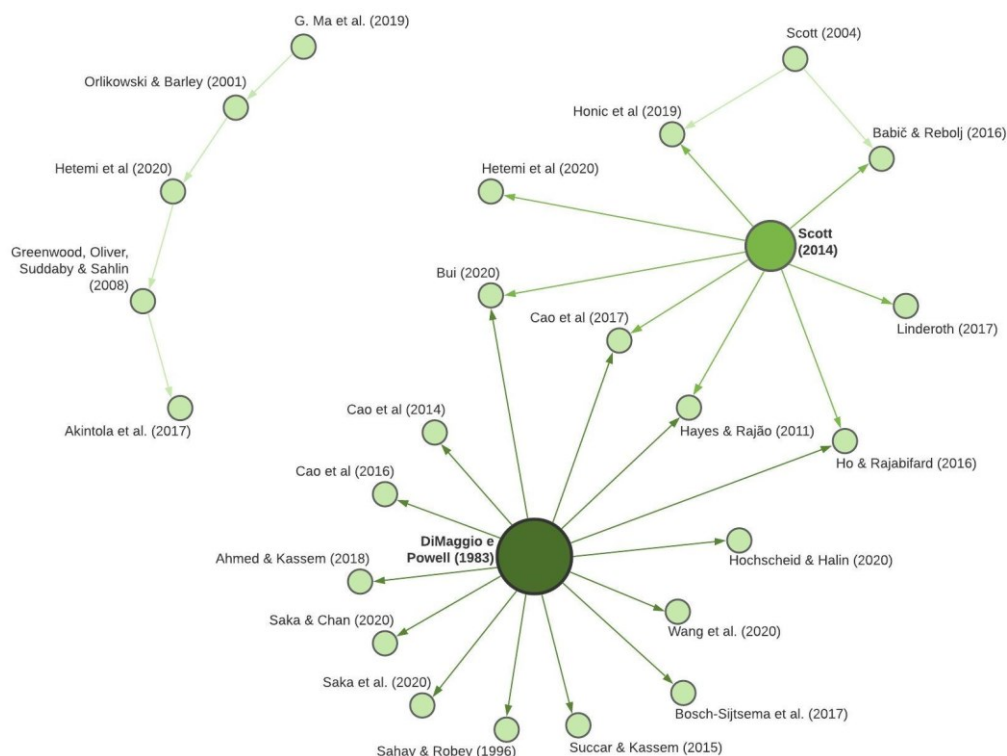 G. Ma et al. (2019)
Scott (2004)
Orlikowski & Barley (2001)
Honic et al (2019)
Babič & Rebolj (2016)
Hetemi et al (2020)
Hetemi et al (2020)
Scott
(2014)
Greenwood, Oliver,
Suddaby & Sahlin
(2008)
Bui (2020)
Cao et al (2017)
Linderoth (2017)
Cao et al (2014)
Akintola et al. (2017)
Hayes & Rajão (2011)
Ho & Rajabifard (2016)
Cao et al (2016)
DiMaggio e
Powell (1983)
Ahmed & Kassem (2018)
Hochscheid & Halin (2020)
Saka & Chan (2020)
Wang et al. (2020)
Saka et al. (2020)
Bosch-Sijtsema et al. (2017)
Sahay & Robey
(1996)
Succar & Kassem (2015)